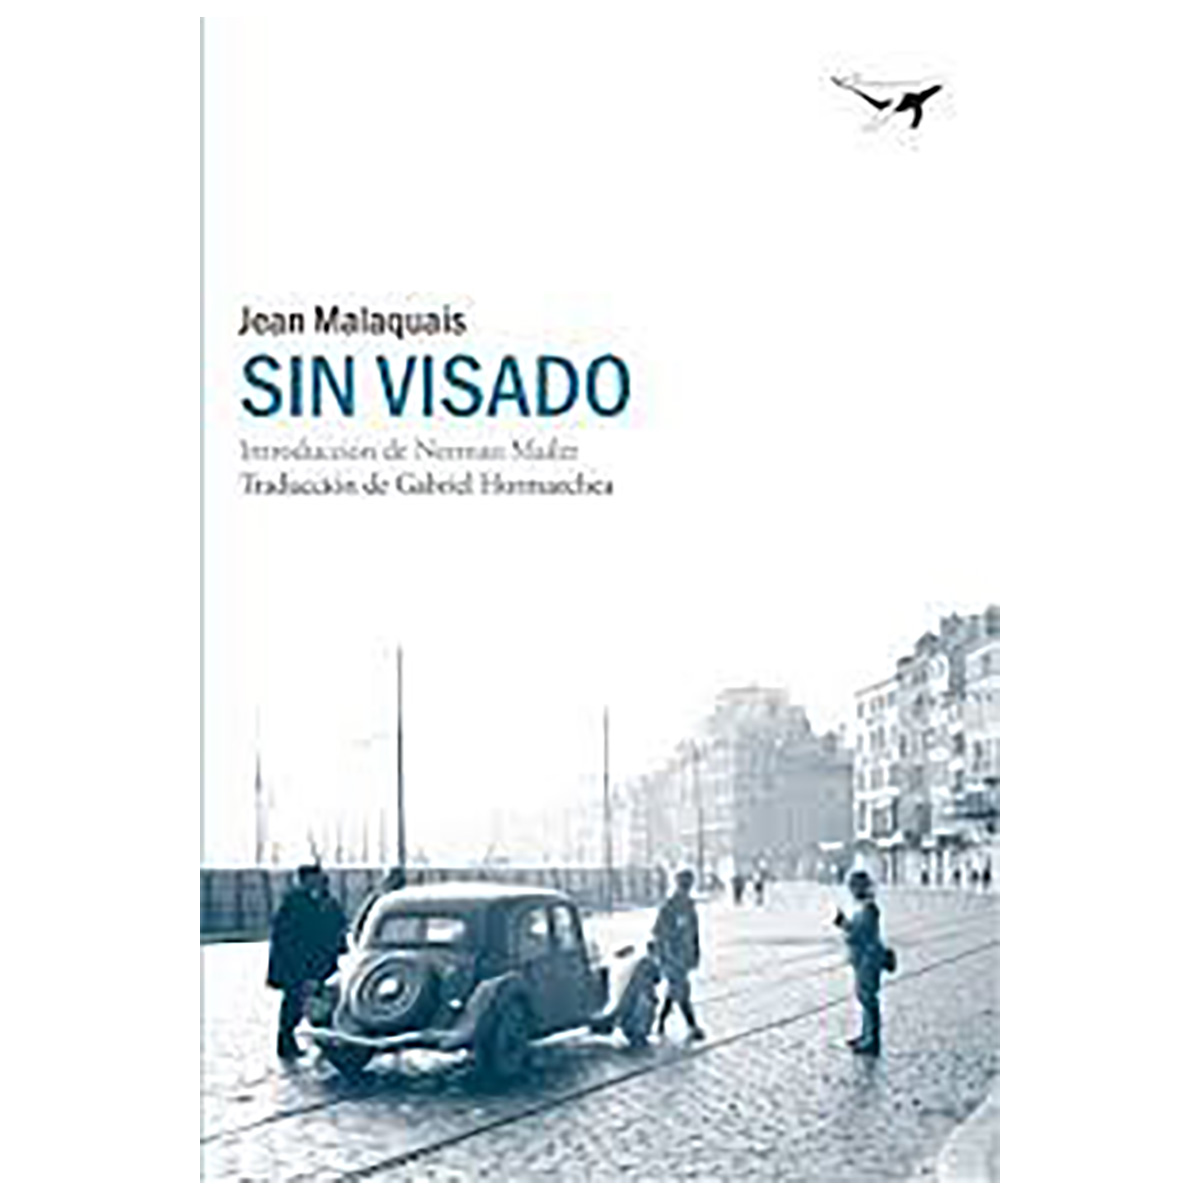 Jean Malaquais
SIN VISADO
Introducción de Norman Mailer
Traducción de Gabriel Hormaechea